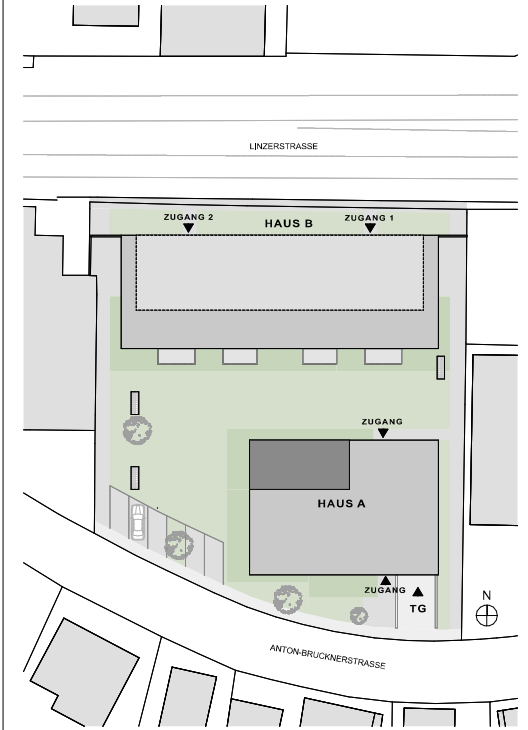 LINZERSTRASSE
ZUGANG 2
HAUS B
ZUGANG 1
ZUGANG
HAUS A
ZUGANG
TG
N
ANTON-BRUCKNERSTRASSE